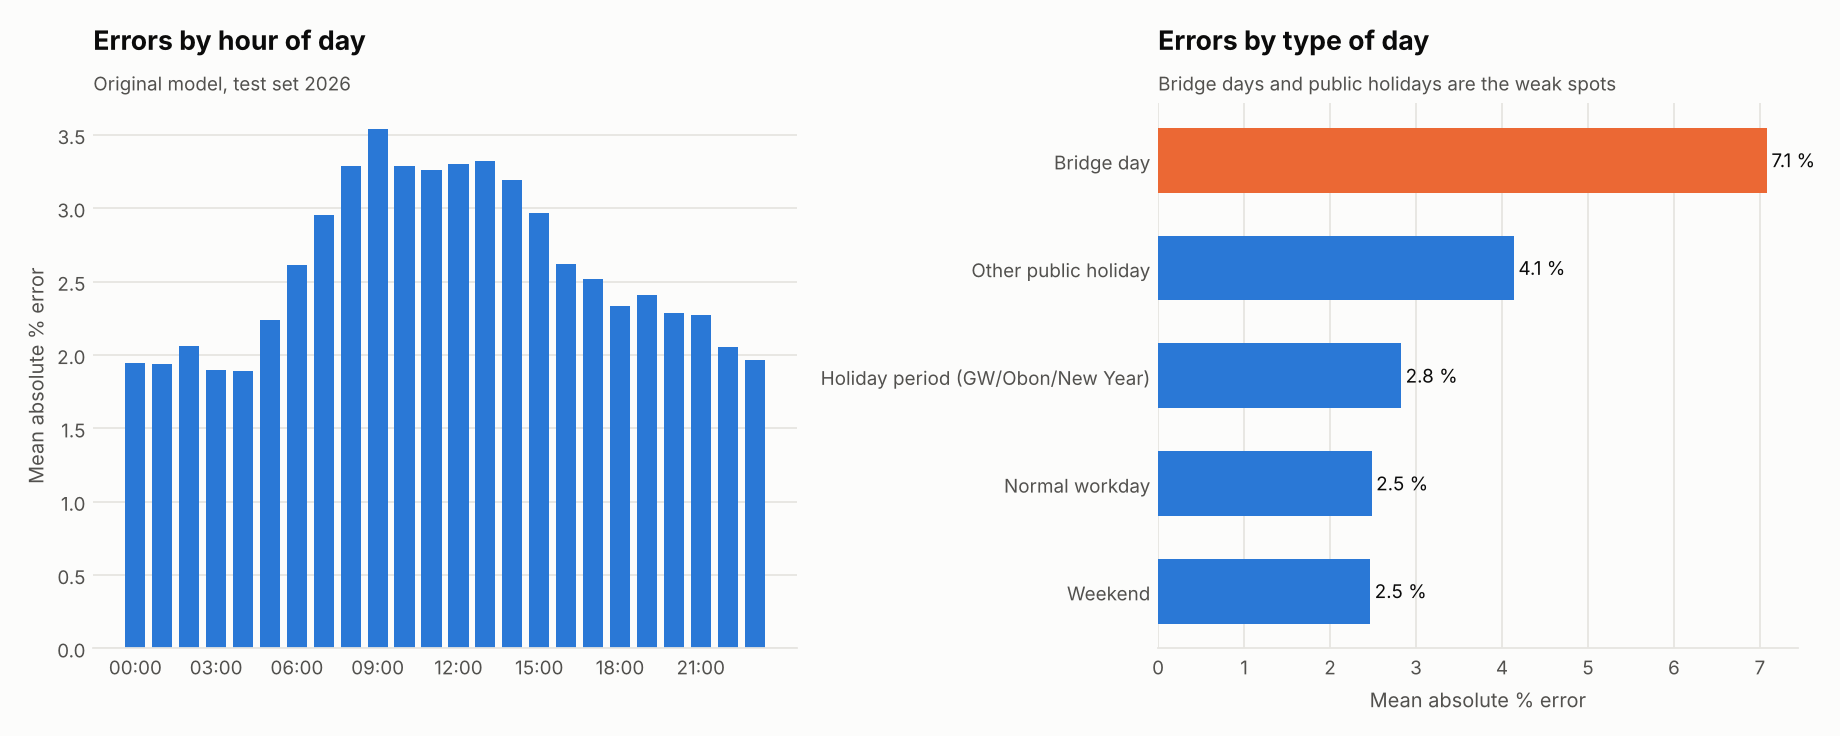 Errors by hour of day
Original model, test set 2026
Mean absolute % error
3.5
3.0
2.5
2.0
1.5
1.0
0.5
0.0
00:00 03:00 06:00 09:00 12:00 15:00 18:00 21:00
Errors by type of day
Bridge days and public holidays are the weak spots
Bridge day 7.1 %
Other public holiday 4.1 %
Holiday period (GW/Obon/New Year) 2.8 %
Normal workday 2.5 %
Weekend 2.5 %
0 1 2 3 4 5 6 7
Mean absolute % error